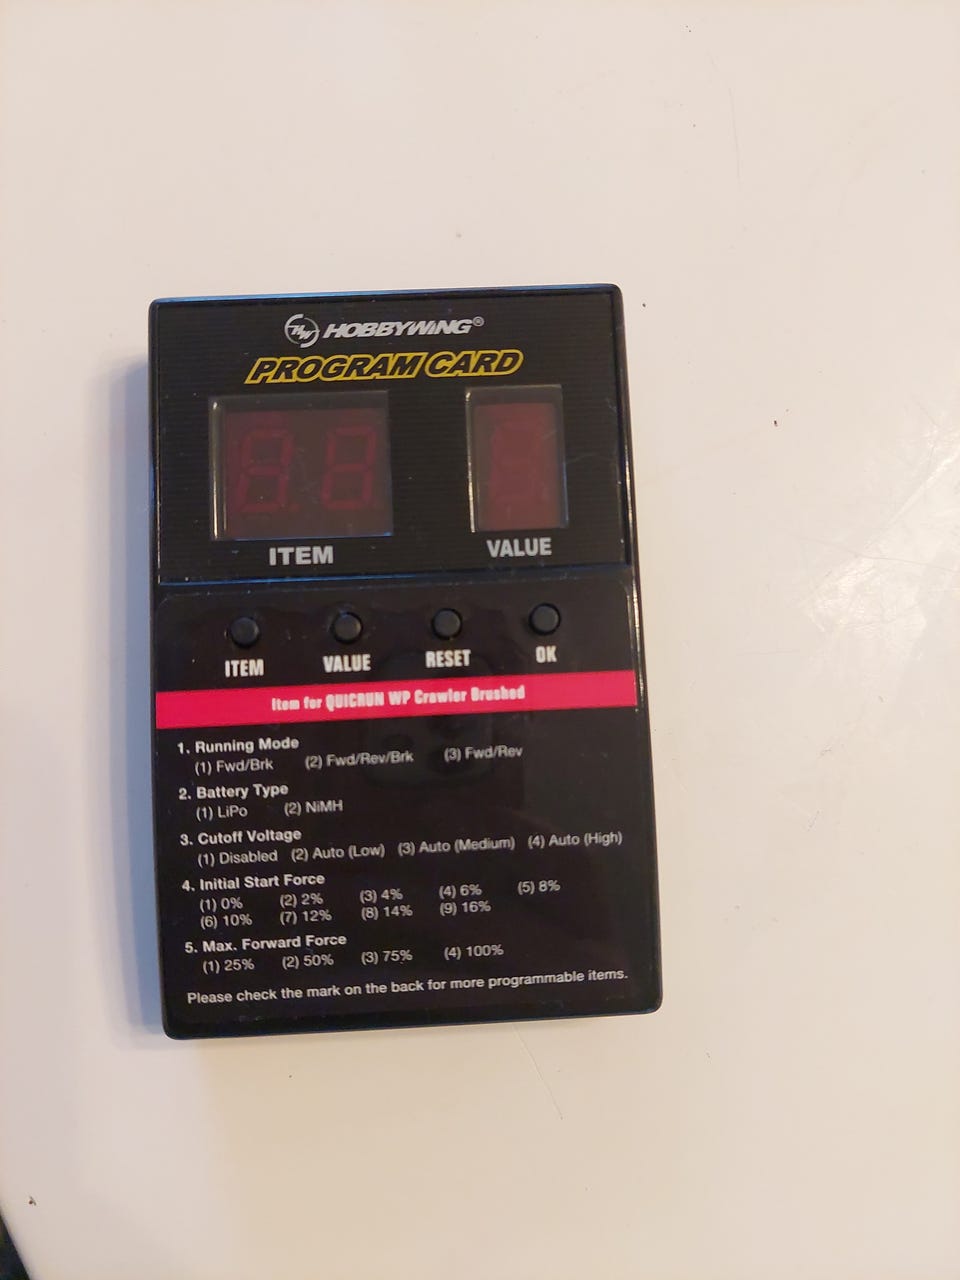 HW HOBBYWING®
PROGRAM CARD
8.8. 8
ITEM VALUE
ITEM VALUE RESET OK
Item for QUICRUN WP Crawler Brushed
1. Running Mode
(1) Fwd/Brk (2) Fwd/Rev/Brk (3) Fwd/Rev
2. Battery Type
(1) LiPo (2) NiMH
3. Cutoff Voltage
(1) Disabled (2) Auto (Low) (3) Auto (Medium) (4) Auto (High)
4. Initial Start Force
(1) 0% (2) 2% (3) 4% (4) 6% (5) 8%
(6) 10% (7) 12% (8) 14% (9) 16%
5. Max. Forward Force
(1) 25% (2) 50% (3) 75% (4) 100%
Please check the mark on the back for more programmable items.